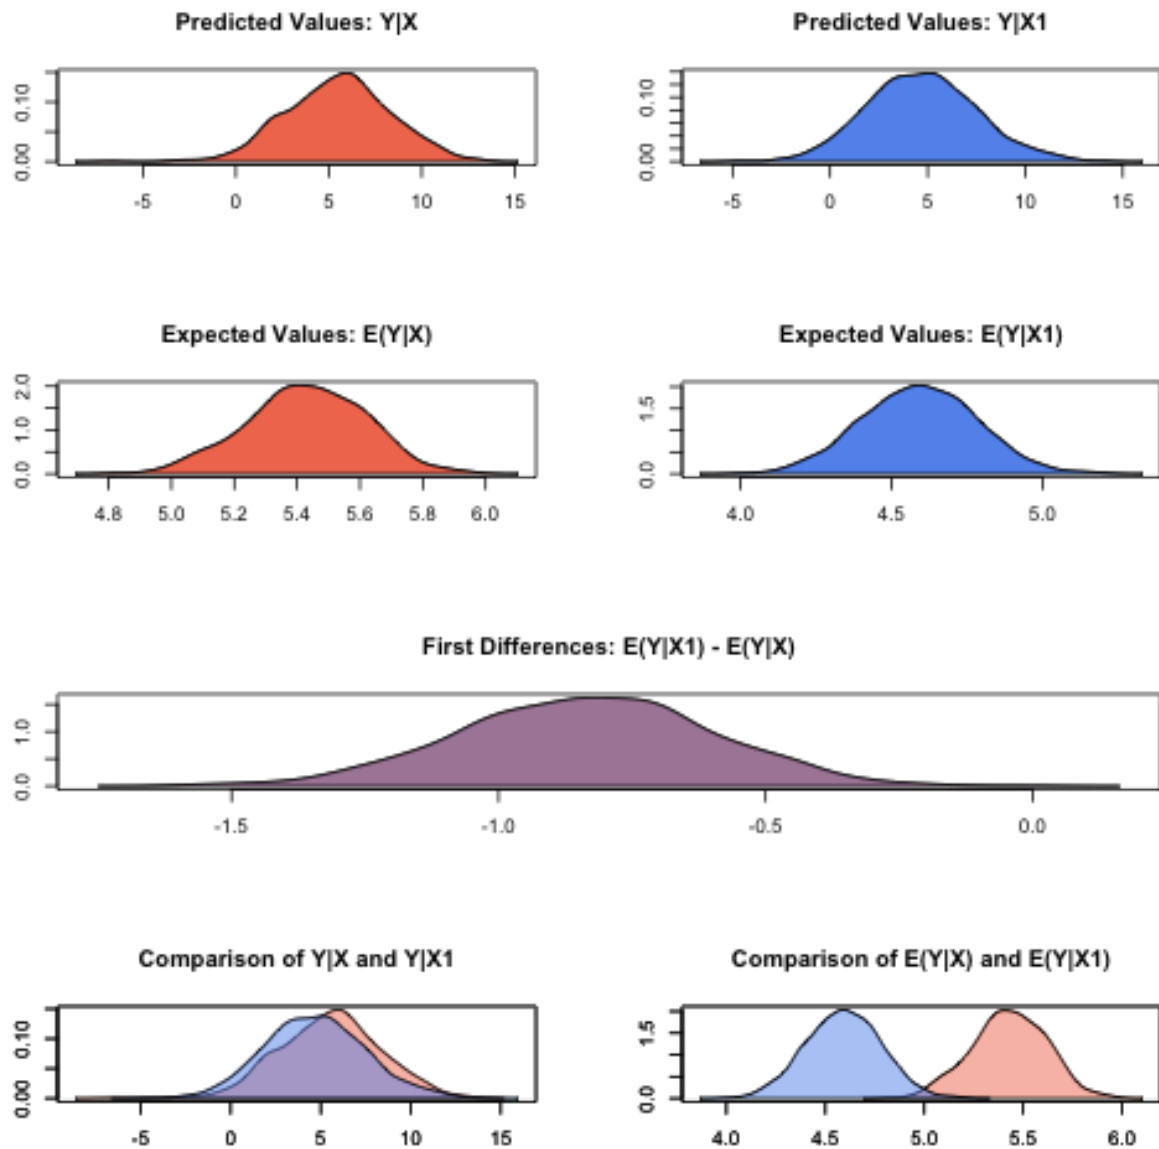 Predicted Values: Y|X
0.00 0.10
-5 0 5 10 15
Predicted Values: Y|X1
0.00 0.10
-5 0 5 10 15
Expected Values: E(Y|X)
0.0 1.0 2.0
4.8 5.0 5.2 5.4 5.6 5.8 6.0
Expected Values: E(Y|X1)
0.0 1.5
4.0 4.5 5.0
First Differences: E(Y|X1) - E(Y|X)
0.0 1.0
-1.5 -1.0 -0.5 0.0
Comparison of Y|X and Y|X1
0.00 0.10
-5 0 5 10 15
Comparison of E(Y|X) and E(Y|X1)
0.0 1.5
4.0 4.5 5.0 5.5 6.0